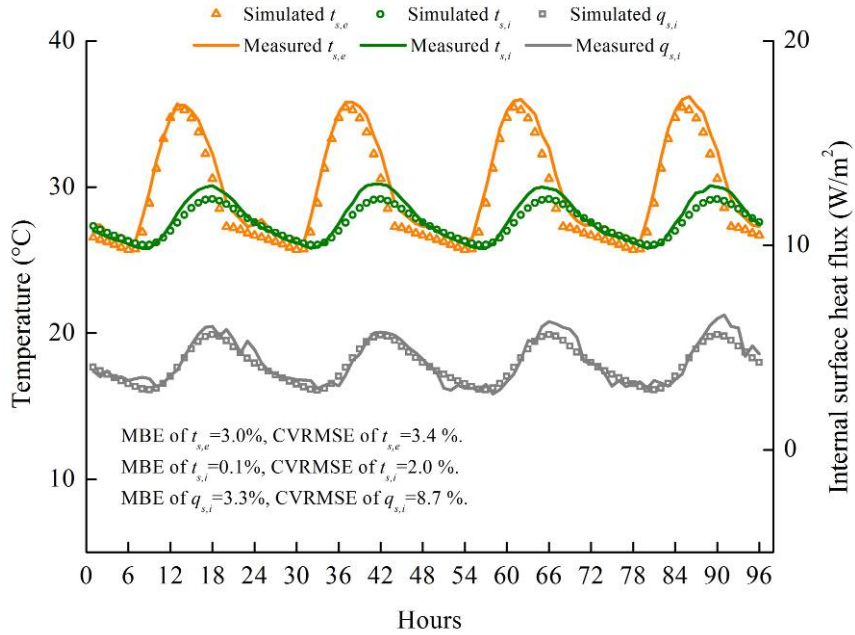 Simulated t_s,e Simulated t_s,i Simulated q_s,i
Measured t_s,e Measured t_s,i Measured q_s,i
40
30
20
10
Temperature (°C)
20
10
0
Internal surface heat flux (W/m²)
MBE of t_s,e=3.0%, CVRMSE of t_s,e=3.4 %.
MBE of t_s,i=0.1%, CVRMSE of t_s,i=2.0 %.
MBE of q_s,i=3.3%, CVRMSE of q_s,i=8.7 %.
0 6 12 18 24 30 36 42 48 54 60 66 72 78 84 90 96
Hours